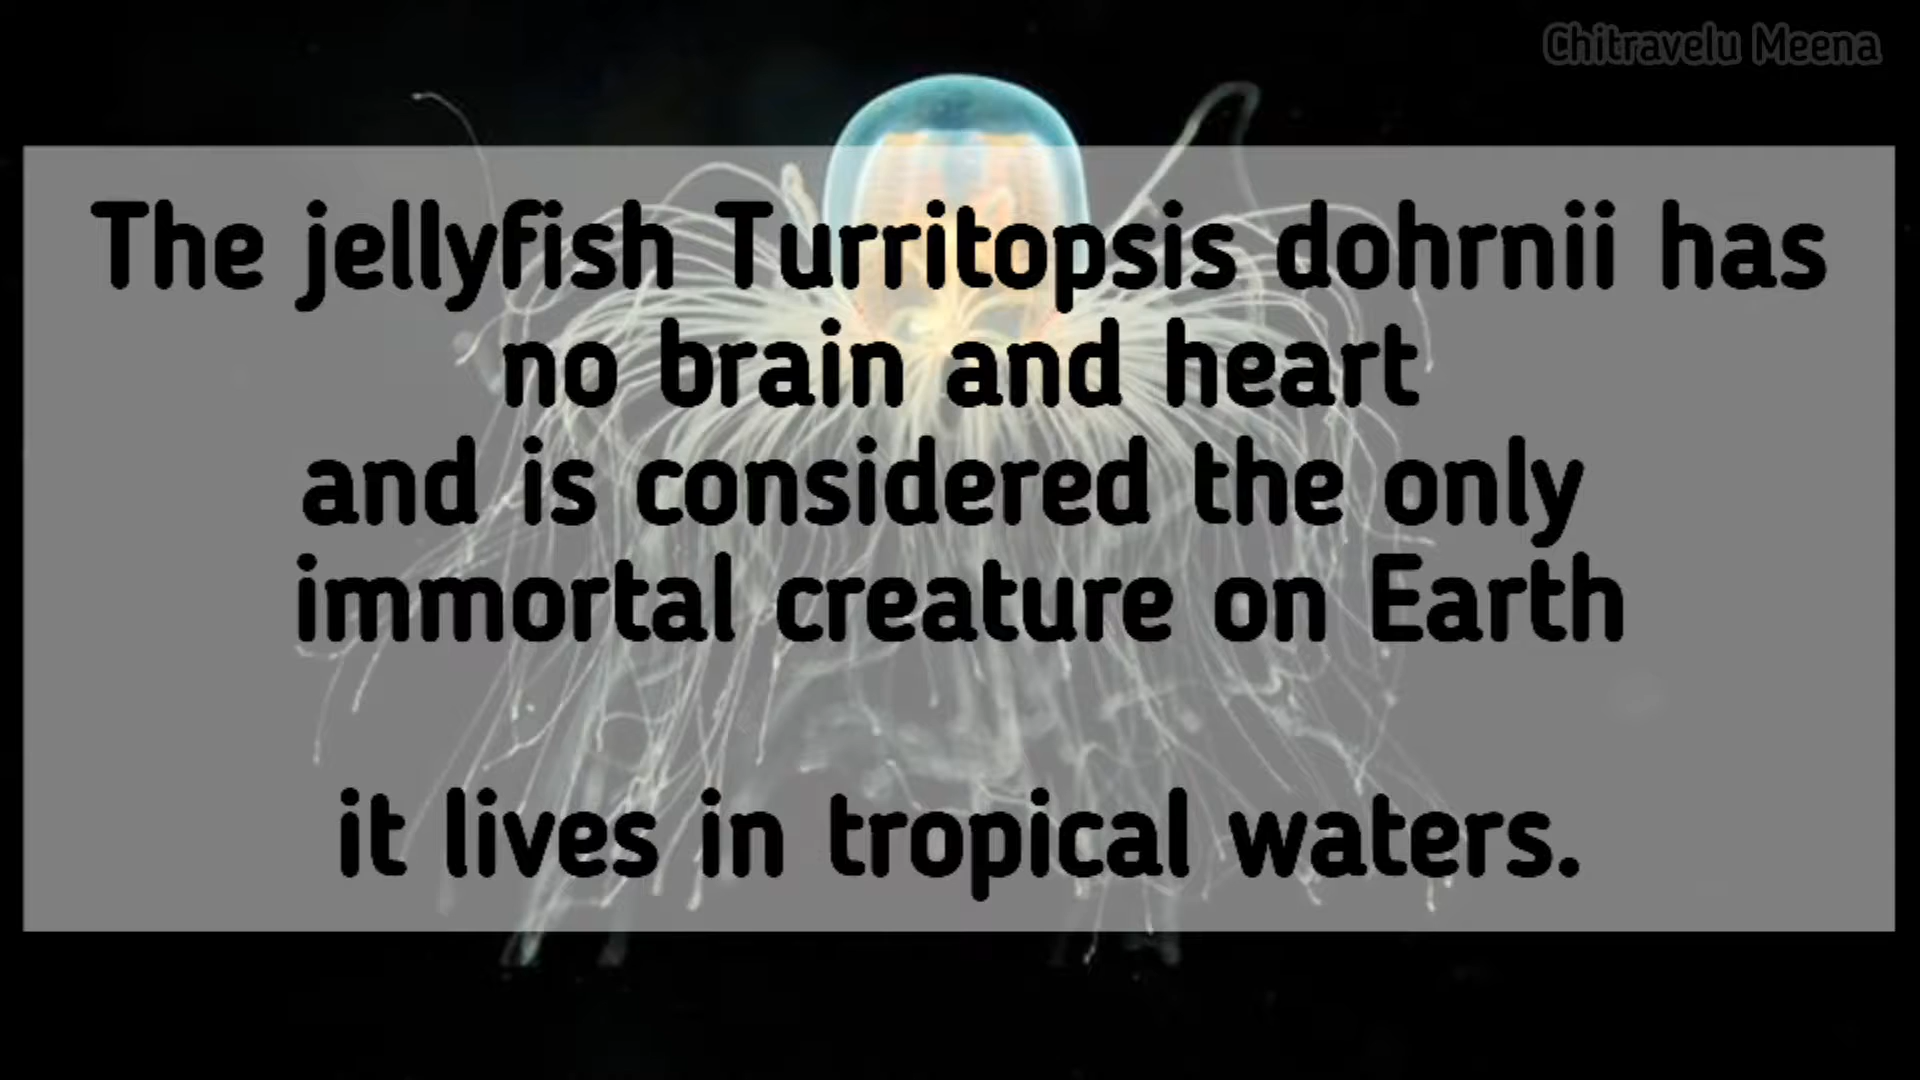 Chitravelu Meena
The jellyfish Turritopsis dohrnii has
no brain and heart
and is considered the only
immortal creature on Earth
it lives in tropical waters.